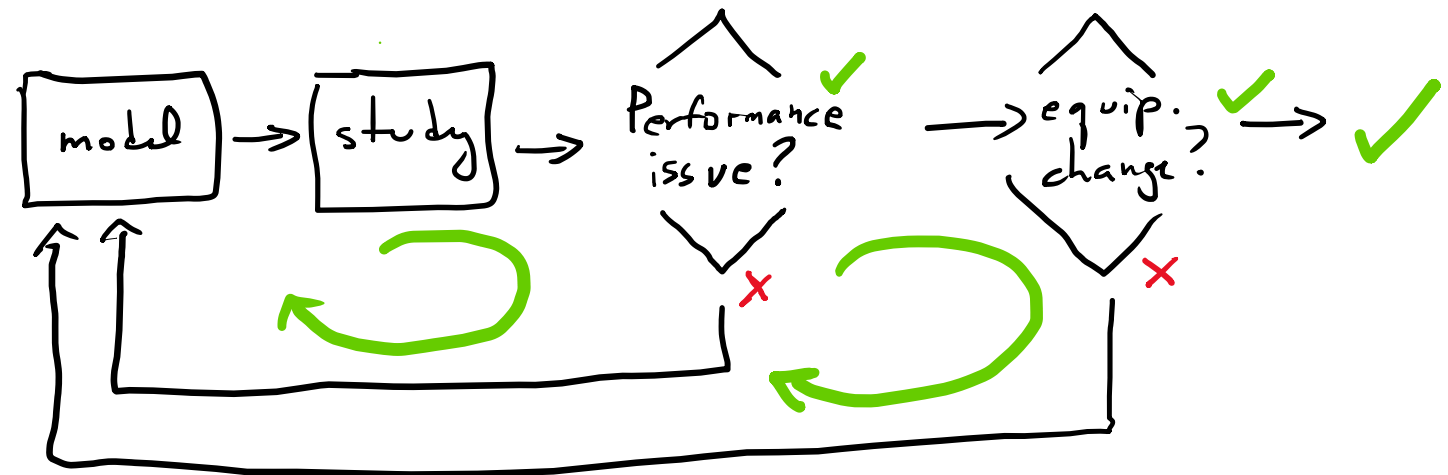 model
study
Performance
issue?
equip.
change?